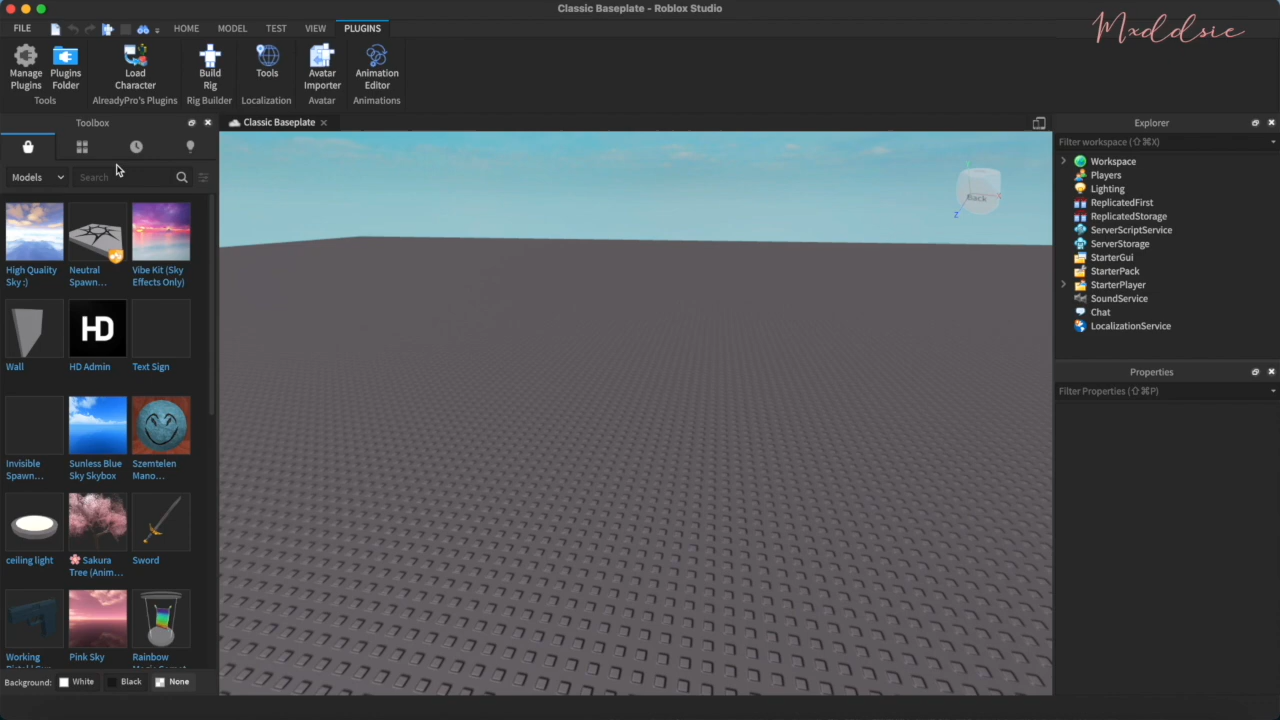 Classic Baseplate - Roblox Studio
Mxddsie
FILE HOME MODEL TEST VIEW PLUGINS
Manage Plugins
Plugins Folder
Load Character
Build Rig
Tools
Avatar Importer
Animation Editor
Tools AlreadyPro's Plugins Rig Builder Localization Avatar Animations
Toolbox
Classic Baseplate
Explorer
Models
Search
Filter workspace (⇧⌘X)
High Quality Sky :)
Neutral Spawn...
Vibe Kit (Sky Effects Only)
HD
Wall
HD Admin
Text Sign
Invisible Spawn...
Sunless Blue Sky Skybox
Szemtelen Mano...
ceiling light
🌸 Sakura Tree (Anim...
Sword
Working
Pink Sky
Rainbow
Background: White Black None
Back
Z
Workspace
Players
Lighting
ReplicatedFirst
ReplicatedStorage
ServerScriptService
ServerStorage
StarterGui
StarterPack
StarterPlayer
SoundService
Chat
LocalizationService
Properties
Filter Properties (⇧⌘P)